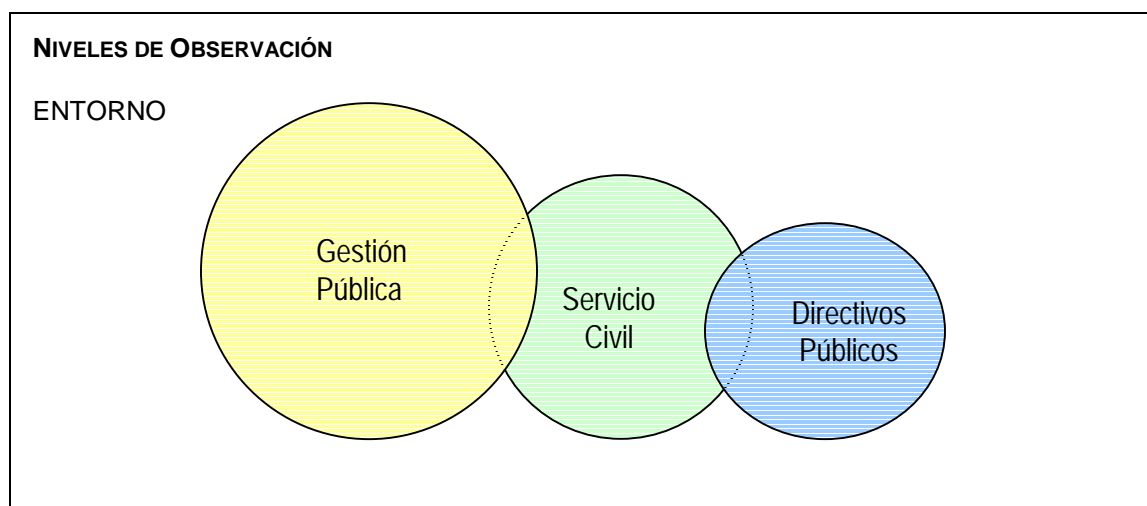 NIVELES DE OBSERVACIÓN
ENTORNO
Gestión
Pública
Servicio
Civil
Directivos
Públicos